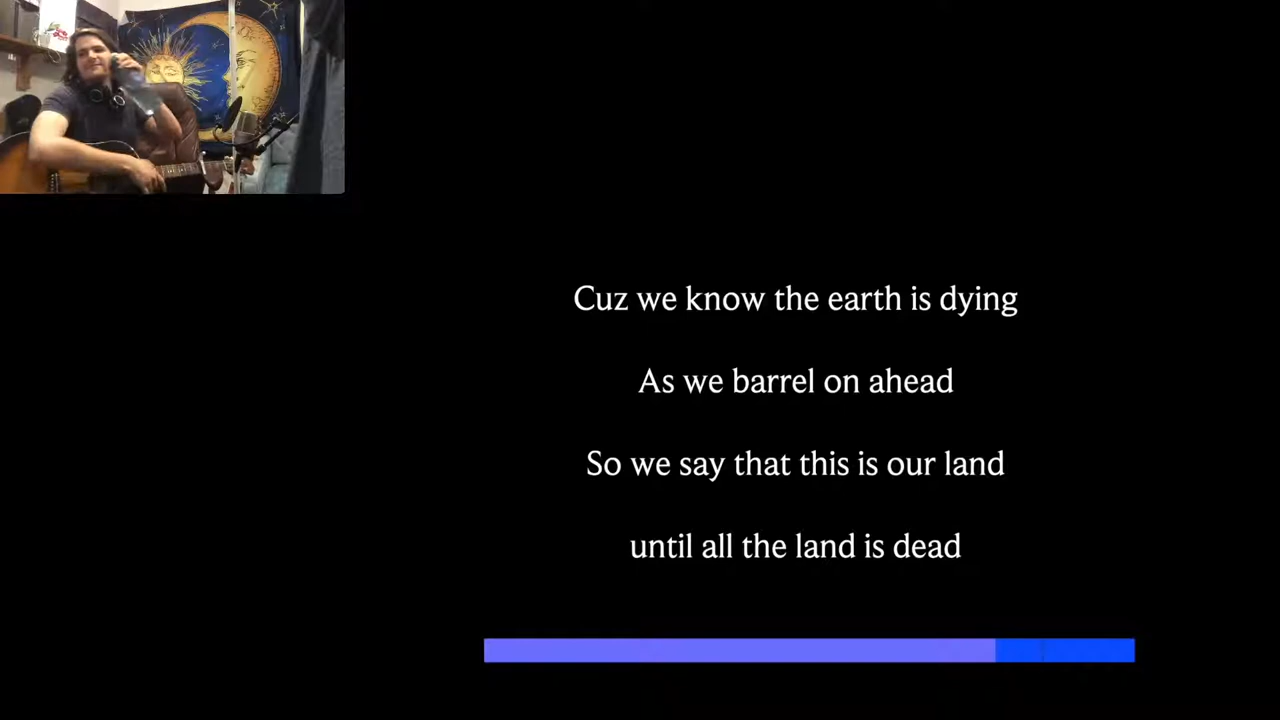 Cuz we know the earth is dying
As we barrel on ahead
So we say that this is our land
until all the land is dead